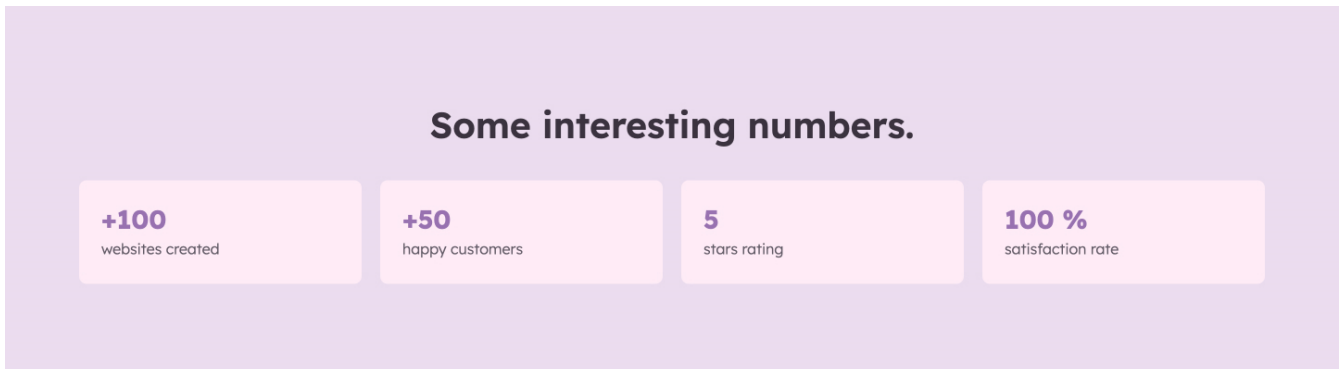 Some interesting numbers.
+100
websites created
+50
happy customers
5
stars rating
100 %
satisfaction rate